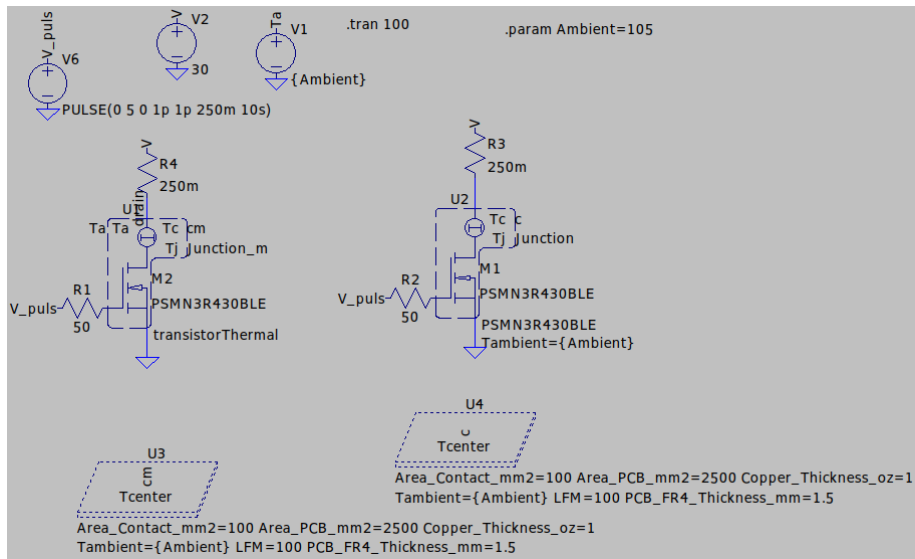 V_puls
V6
PULSE(0 5 0 1p 1p 250m 10s)
V
V2
30
Ta
V1
{Ambient}
.tran 100
.param Ambient=105
V
R4
250m
drain
U1
Ta Ta
Tc cm
Tj Junction_m
M2
PSMN3R430BLE
transistorThermal
V_puls
R1
50
V
R3
250m
U2
Tc c
Tj Junction
M1
PSMN3R430BLE
PSMN3R430BLE
Tambient={Ambient}
V_puls
R2
50
U4
c
Tcenter
Area_Contact_mm2=100 Area_PCB_mm2=2500 Copper_Thickness_oz=1
Tambient={Ambient} LFM=100 PCB_FR4_Thickness_mm=1.5
U3
cm
Tcenter
Area_Contact_mm2=100 Area_PCB_mm2=2500 Copper_Thickness_oz=1
Tambient={Ambient} LFM=100 PCB_FR4_Thickness_mm=1.5